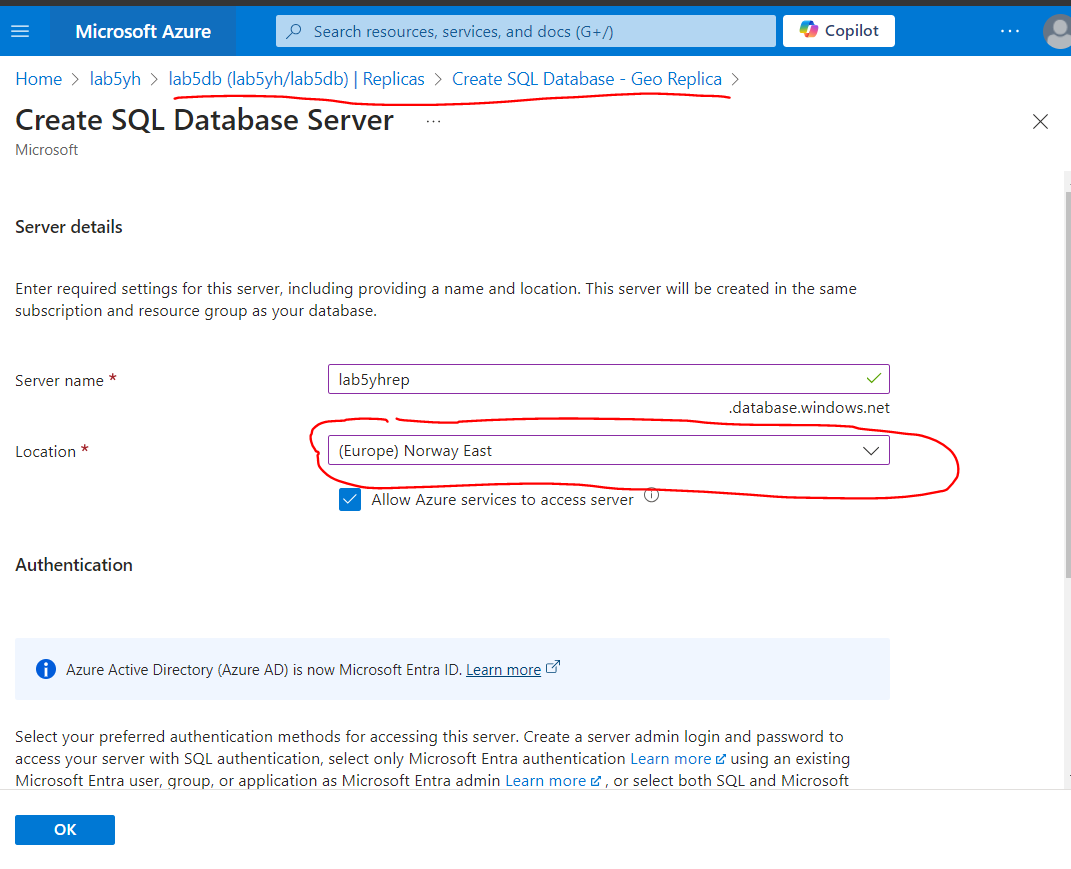 Microsoft Azure
Search resources, services, and docs (G+/)
Copilot
Home > lab5yh > lab5db (lab5yh/lab5db) | Replicas > Create SQL Database - Geo Replica >
Create SQL Database Server ...
Microsoft
Server details
Enter required settings for this server, including providing a name and location. This server will be created in the same
subscription and resource group as your database.
Server name *
lab5yhrep
.database.windows.net
Location *
(Europe) Norway East
Allow Azure services to access server
Authentication
Azure Active Directory (Azure AD) is now Microsoft Entra ID. Learn more
Select your preferred authentication methods for accessing this server. Create a server admin login and password to
access your server with SQL authentication, select only Microsoft Entra authentication Learn more using an existing
Microsoft Entra user, group, or application as Microsoft Entra admin Learn more , or select both SQL and Microsoft
OK